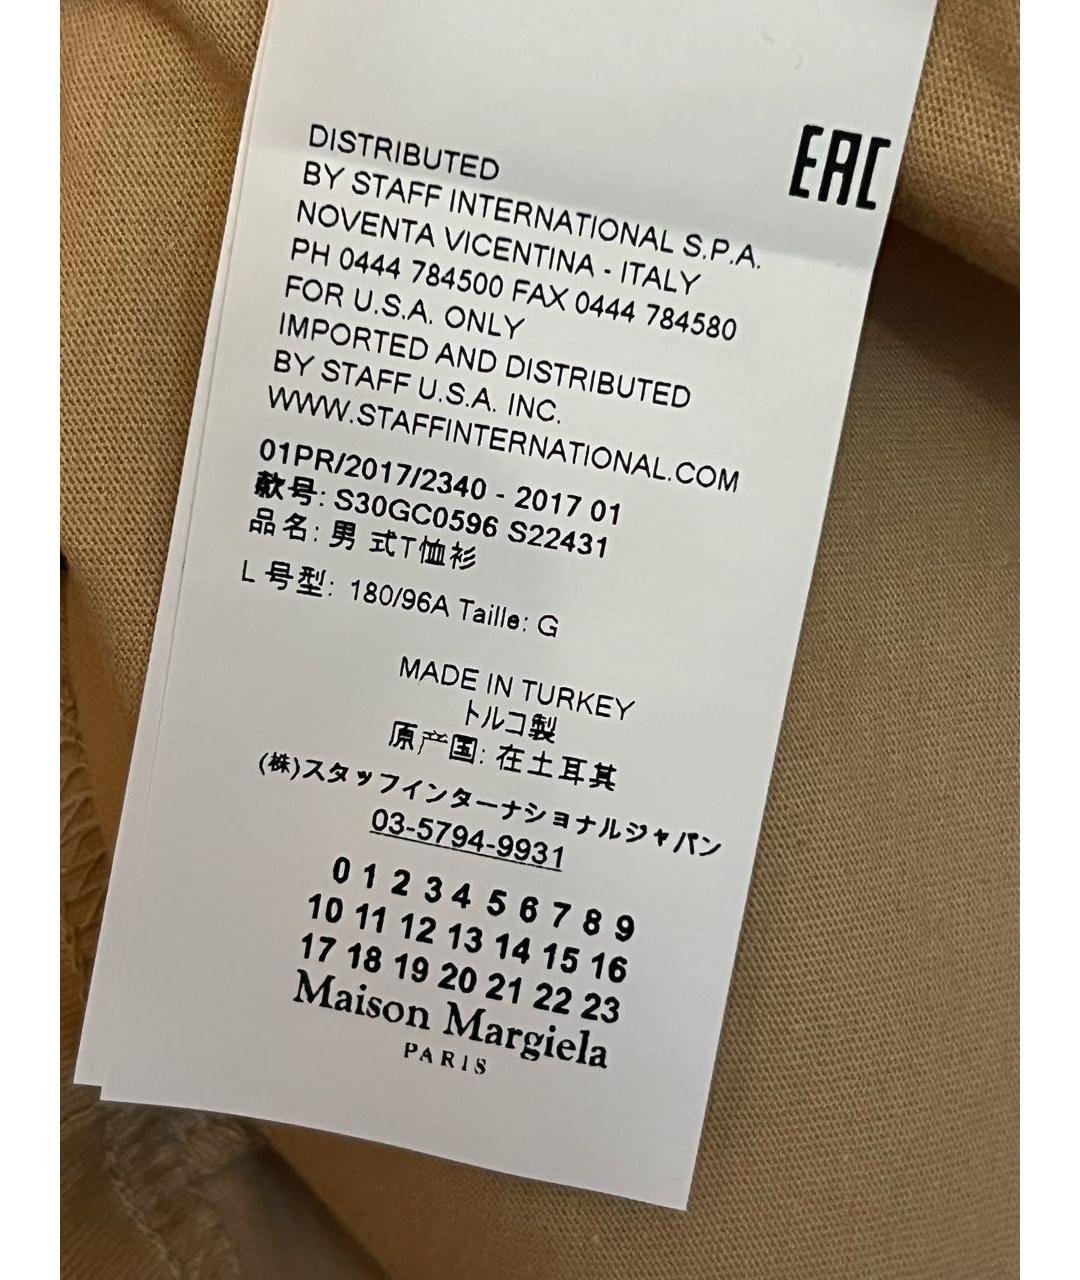 EAC
DISTRIBUTED
BY STAFF INTERNATIONAL S.P.A.
NOVENTA VICENTINA - ITALY
PH 0444 784500 FAX 0444 784580
FOR U.S.A. ONLY
IMPORTED AND DISTRIBUTED
BY STAFF U.S.A. INC.
WWW.STAFFINTERNATIONAL.COM
01PR/2017/2340 - 2017 01
款号: S30GC0596 S22431
品名: 男 式T恤衫
L 号型: 180/96A Taille: G
MADE IN TURKEY
トルコ製
原产国: 在土耳其
(株)スタッフインターナショナルジャパン
03-5794-9931
0 1 2 3 4 5 6 7 8 9
10 11 12 13 14 15 16
17 18 19 20 21 22 23
Maison Margiela
PARIS